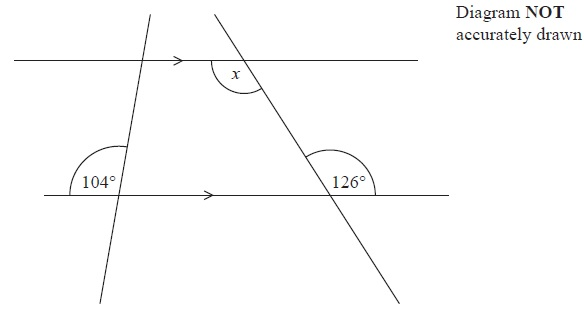 Diagram NOT
accurately drawn
x
104°
126°